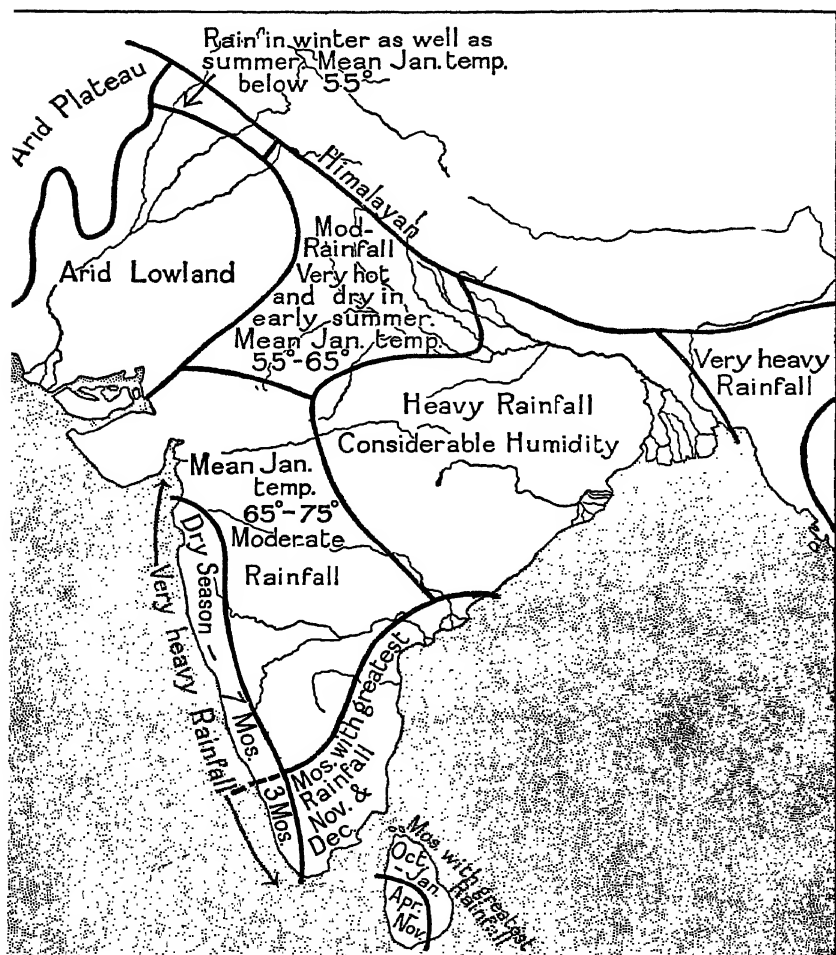 Rain in winter as well as
summer. Mean Jan. temp.
below 55°
Arid Plateau
Himalayan
Mod-
Rainfall
Very hot
and dry in
early summer.
Mean Jan. temp.
55°-65°
Arid Lowland
Very heavy
Rainfall
Heavy Rainfall
Considerable Humidity
Mean Jan.
temp.
65°-75°
Moderate
Rainfall
Dry Season - 7 Mos.
3 Mos.
Very heavy Rainfall
Mos. with greatest
Rainfall
Nov. &
Dec.
Mos. with greatest
Rainfall
Oct.
-Jan.
Apr.
Nov.